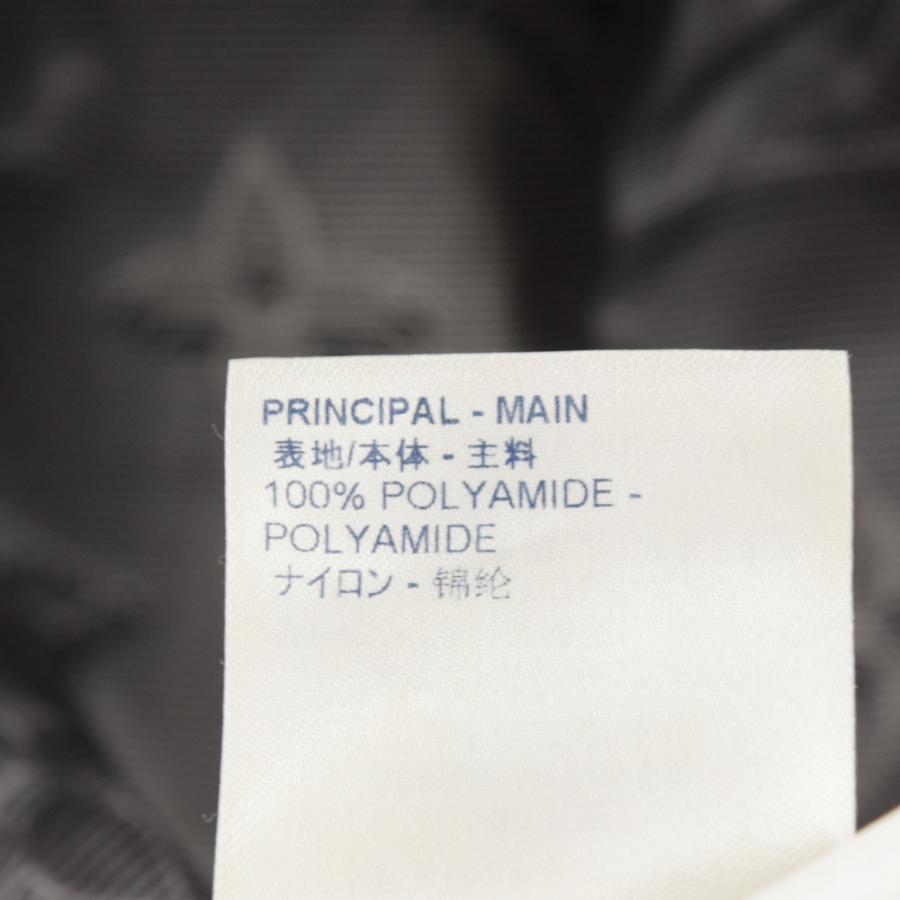 PRINCIPAL - MAIN
表地/本体 - 主料
100% POLYAMIDE -
POLYAMIDE
ナイロン - 锦纶